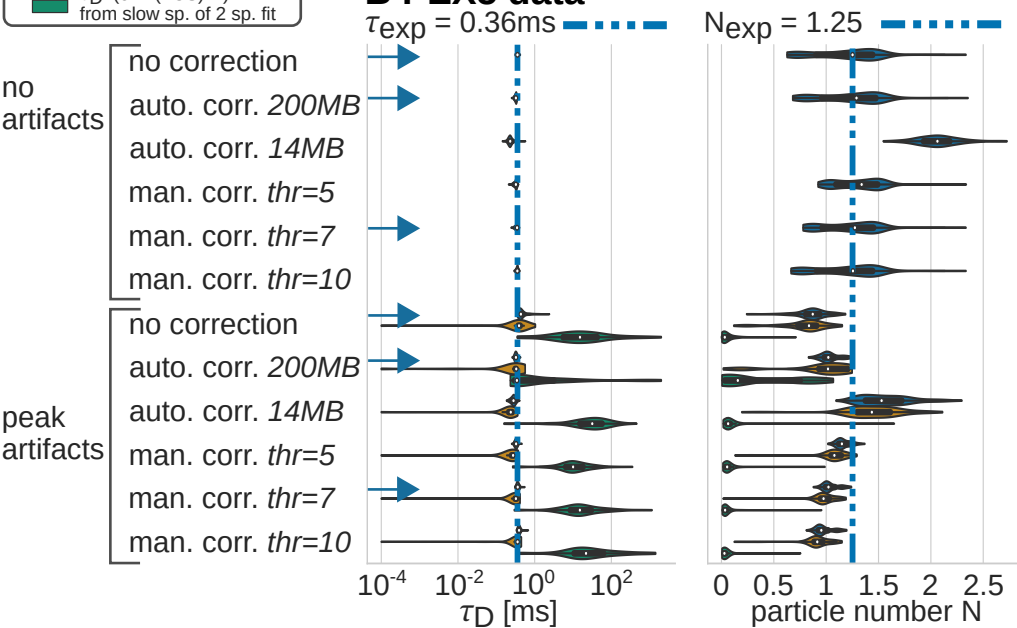 from slow sp. of 2 sp. fit
τexp = 0.36ms
Nexp = 1.25
no artifacts
no correction
auto. corr. 200MB
auto. corr. 14MB
man. corr. thr=5
man. corr. thr=7
man. corr. thr=10
peak artifacts
no correction
auto. corr. 200MB
auto. corr. 14MB
man. corr. thr=5
man. corr. thr=7
man. corr. thr=10
10⁻⁴ 10⁻² 10⁰ 10²
τD [ms]
0 0.5 1 1.5 2 2.5
particle number N